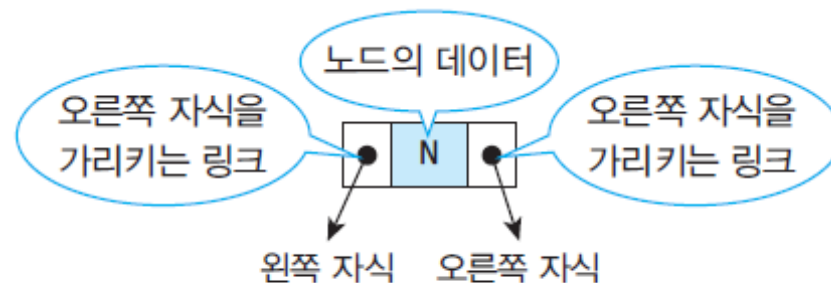 노드의 데이터
오른쪽 자식을
가리키는 링크
N
오른쪽 자식을
가리키는 링크
왼쪽 자식
오른쪽 자식